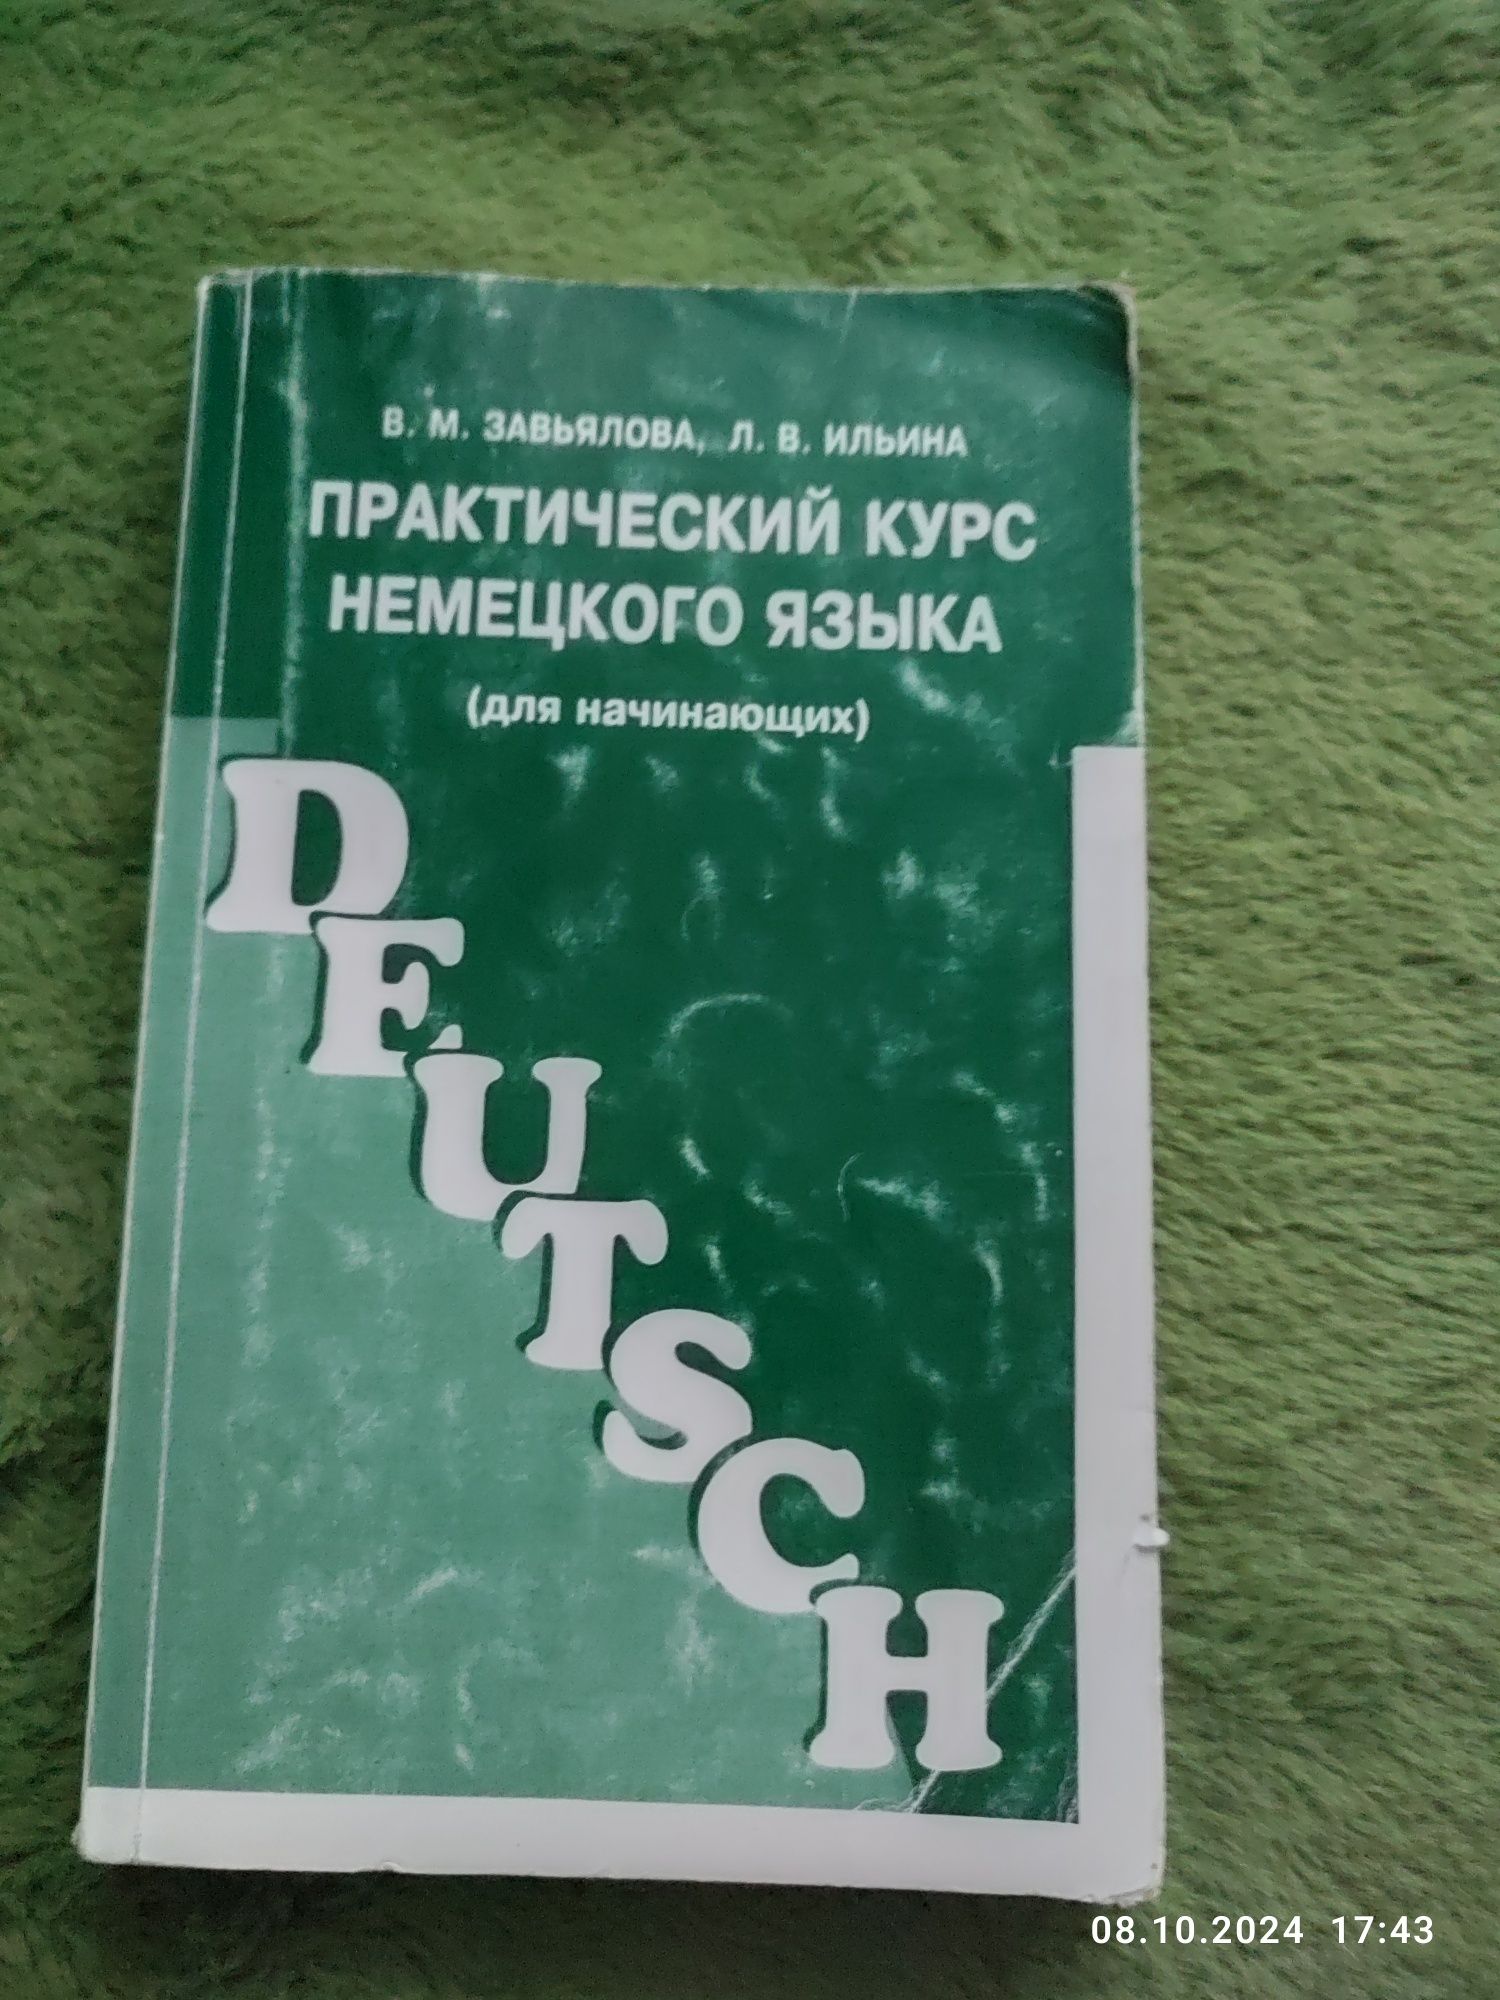 В. М. ЗАВЬЯЛОВА, Л. В. ИЛЬИНА
ПРАКТИЧЕСКИЙ КУРС
НЕМЕЦКОГО ЯЗЫКА
(для начинающих)
DEUTSCH
08.10.2024 17:43